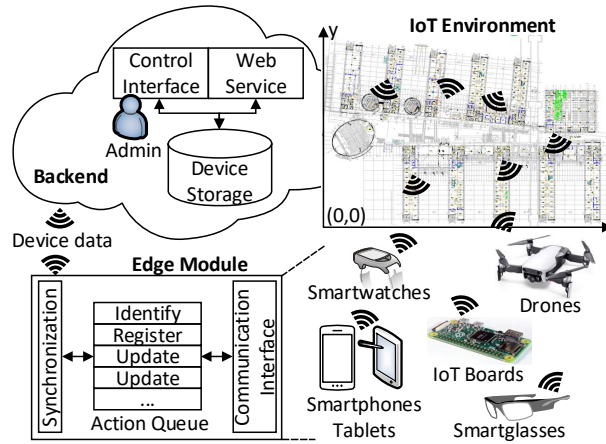 Control
Interface
Web
Service
Admin
Device
Storage
Backend
Device data
IoT Environment
y
(0,0)
x
Edge Module
Synchronization
Identify
Register
Update
Update
...
Action Queue
Communication
Interface
Smartwatches
Drones
Smartphones
Tablets
IoT Boards
Smartglasses